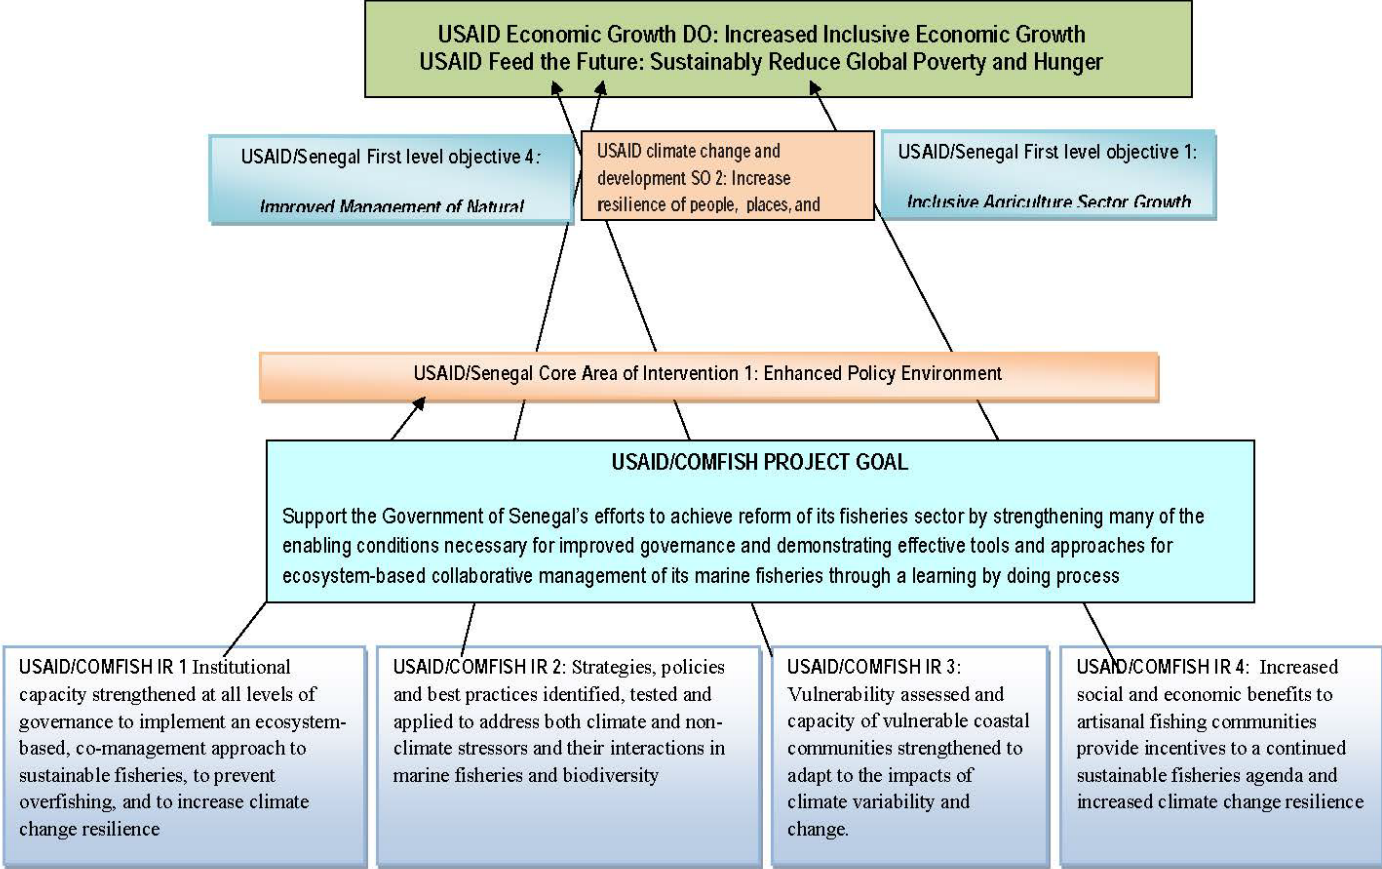 USAID Economic Growth DO: Increased Inclusive Economic Growth
USAID Feed the Future: Sustainably Reduce Global Poverty and Hunger
USAID/Senegal First level objective 4:
Improved Management of Natural
USAID climate change and
development SO 2: Increase
resilience of people, places, and
USAID/Senegal First level objective 1:
Inclusive Agriculture Sector Growth
USAID/Senegal Core Area of Intervention 1: Enhanced Policy Environment
USAID/COMFISH PROJECT GOAL
Support the Government of Senegal's efforts to achieve reform of its fisheries sector by strengthening many of the
enabling conditions necessary for improved governance and demonstrating effective tools and approaches for
ecosystem-based collaborative management of its marine fisheries through a learning by doing process
USAID/COMFISH IR 1 Institutional
capacity strengthened at all levels of
governance to implement an ecosystem-
based, co-management approach to
sustainable fisheries, to prevent
overfishing, and to increase climate
change resilience
USAID/COMFISH IR 2: Strategies, policies
and best practices identified, tested and
applied to address both climate and non-
climate stressors and their interactions in
marine fisheries and biodiversity
USAID/COMFISH IR 3:
Vulnerability assessed and
capacity of vulnerable coastal
communities strengthened to
adapt to the impacts of
climate variability and
change.
USAID/COMFISH IR 4: Increased
social and economic benefits to
artisanal fishing communities
provide incentives to a continued
sustainable fisheries agenda and
increased climate change resilience